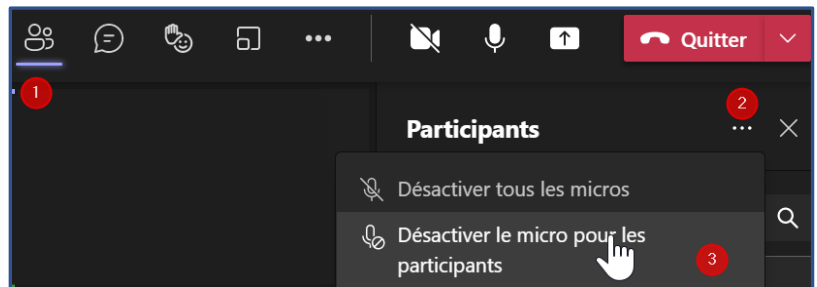 Quitter
1
2
Participants
Désactiver tous les micros
Désactiver le micro pour les
participants
3